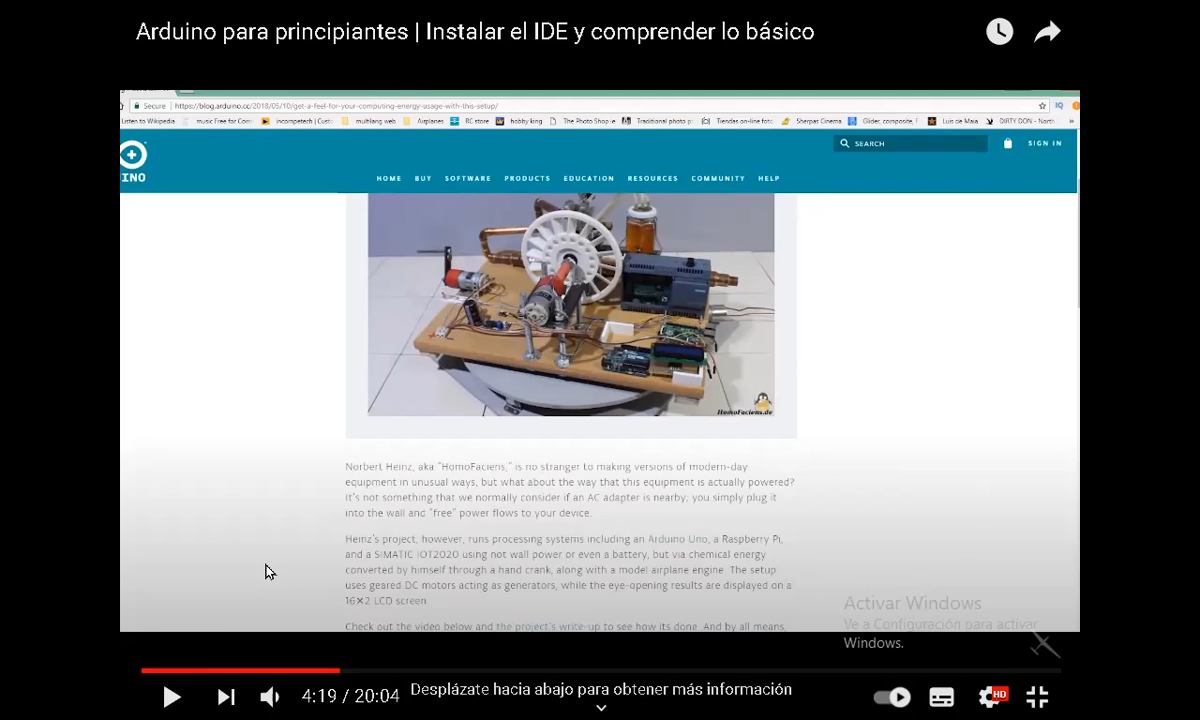 Arduino para principiantes | Instalar el IDE y comprender lo básico
Secure | https://blog.arduino.cc/2018/05/10/get-a-feel-for-your-computing-energy-usage-with-this-setup/
Listen to Wikipedia music Free for Com incompetech | Cust multilang web Airplanes RC store hobby king The Photo Shop Traditional photo p Tiendas on-line foto Sherpas Cinema Glider, composite, Luis de Maia DIRTY DON - North »
INO
SEARCH
SIGN IN
HOME BUY SOFTWARE PRODUCTS EDUCATION RESOURCES COMMUNITY HELP
HomoFaciens.de
Norbert Heinz, aka “HomoFaciens,” is no stranger to making versions of modern-day
equipment in unusual ways, but what about the way that this equipment is actually powered?
It’s not something that we normally consider if an AC adapter is nearby; you simply plug it
into the wall and “free” power flows to your device.
Heinz’s project, however, runs processing systems including an Arduino Uno, a Raspberry Pi,
and a SIMATIC IOT2020 using not wall power or even a battery, but via chemical energy
converted by himself through a hand crank, along with a model airplane engine. The setup
uses geared DC motors acting as generators, while the eye-opening results are displayed on a
16×2 LCD screen.
Check out the video below and the project’s write-up to see how its done. And by all means,
Activar Windows
Ve a Configuración para activar
Windows.
4:19 / 20:04
Desplázate hacia abajo para obtener más información
HD